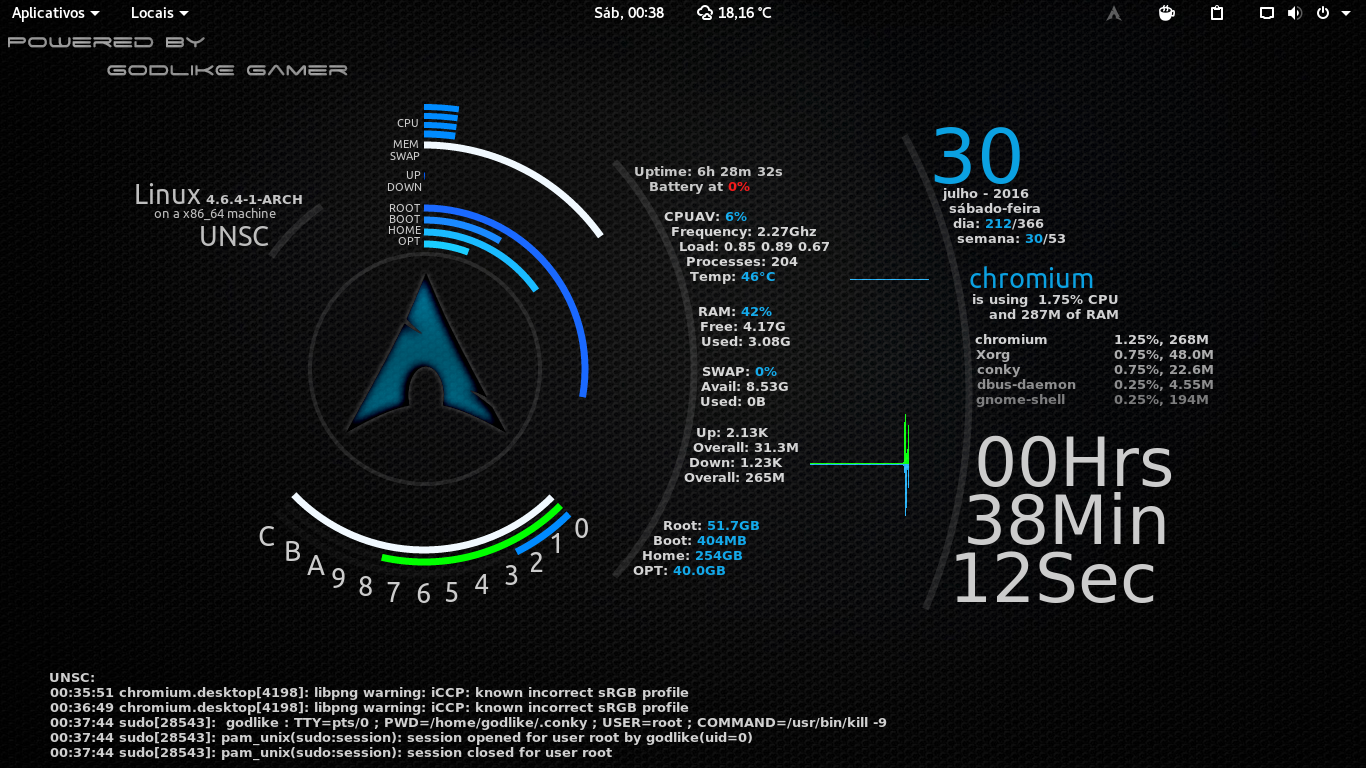 Aplicativos Locais Sáb, 00:38 18,16 ℃
POWERED BY
GODLIKE GAMER
CPU
MEM
SWAP
UP
DOWN
ROOT
BOOT
HOME
OPT
Linux 4.6.4-1-ARCH
on a x86_64 machine
UNSC
C B A 9 8 7 6 5 4 3 2 1 0
Uptime: 6h 28m 32s
Battery at 0%
CPUAV: 6%
Frequency: 2.27Ghz
Load: 0.85 0.89 0.67
Processes: 204
Temp: 46°C
RAM: 42%
Free: 4.17G
Used: 3.08G
SWAP: 0%
Avail: 8.53G
Used: 0B
Up: 2.13K
Overall: 31.3M
Down: 1.23K
Overall: 265M
Root: 51.7GB
Boot: 404MB
Home: 254GB
OPT: 40.0GB
30
julho - 2016
sábado-feira
dia: 212/366
semana: 30/53
chromium
is using 1.75% CPU
and 287M of RAM
chromium 1.25%, 268M
Xorg 0.75%, 48.0M
conky 0.75%, 22.6M
dbus-daemon 0.25%, 4.55M
gnome-shell 0.25%, 194M
00Hrs
38Min
12Sec
UNSC:
00:35:51 chromium.desktop[4198]: libpng warning: iCCP: known incorrect sRGB profile
00:36:49 chromium.desktop[4198]: libpng warning: iCCP: known incorrect sRGB profile
00:37:44 sudo[28543]: godlike : TTY=pts/0 ; PWD=/home/godlike/.conky ; USER=root ; COMMAND=/usr/bin/kill -9
00:37:44 sudo[28543]: pam_unix(sudo:session): session opened for user root by godlike(uid=0)
00:37:44 sudo[28543]: pam_unix(sudo:session): session closed for user root